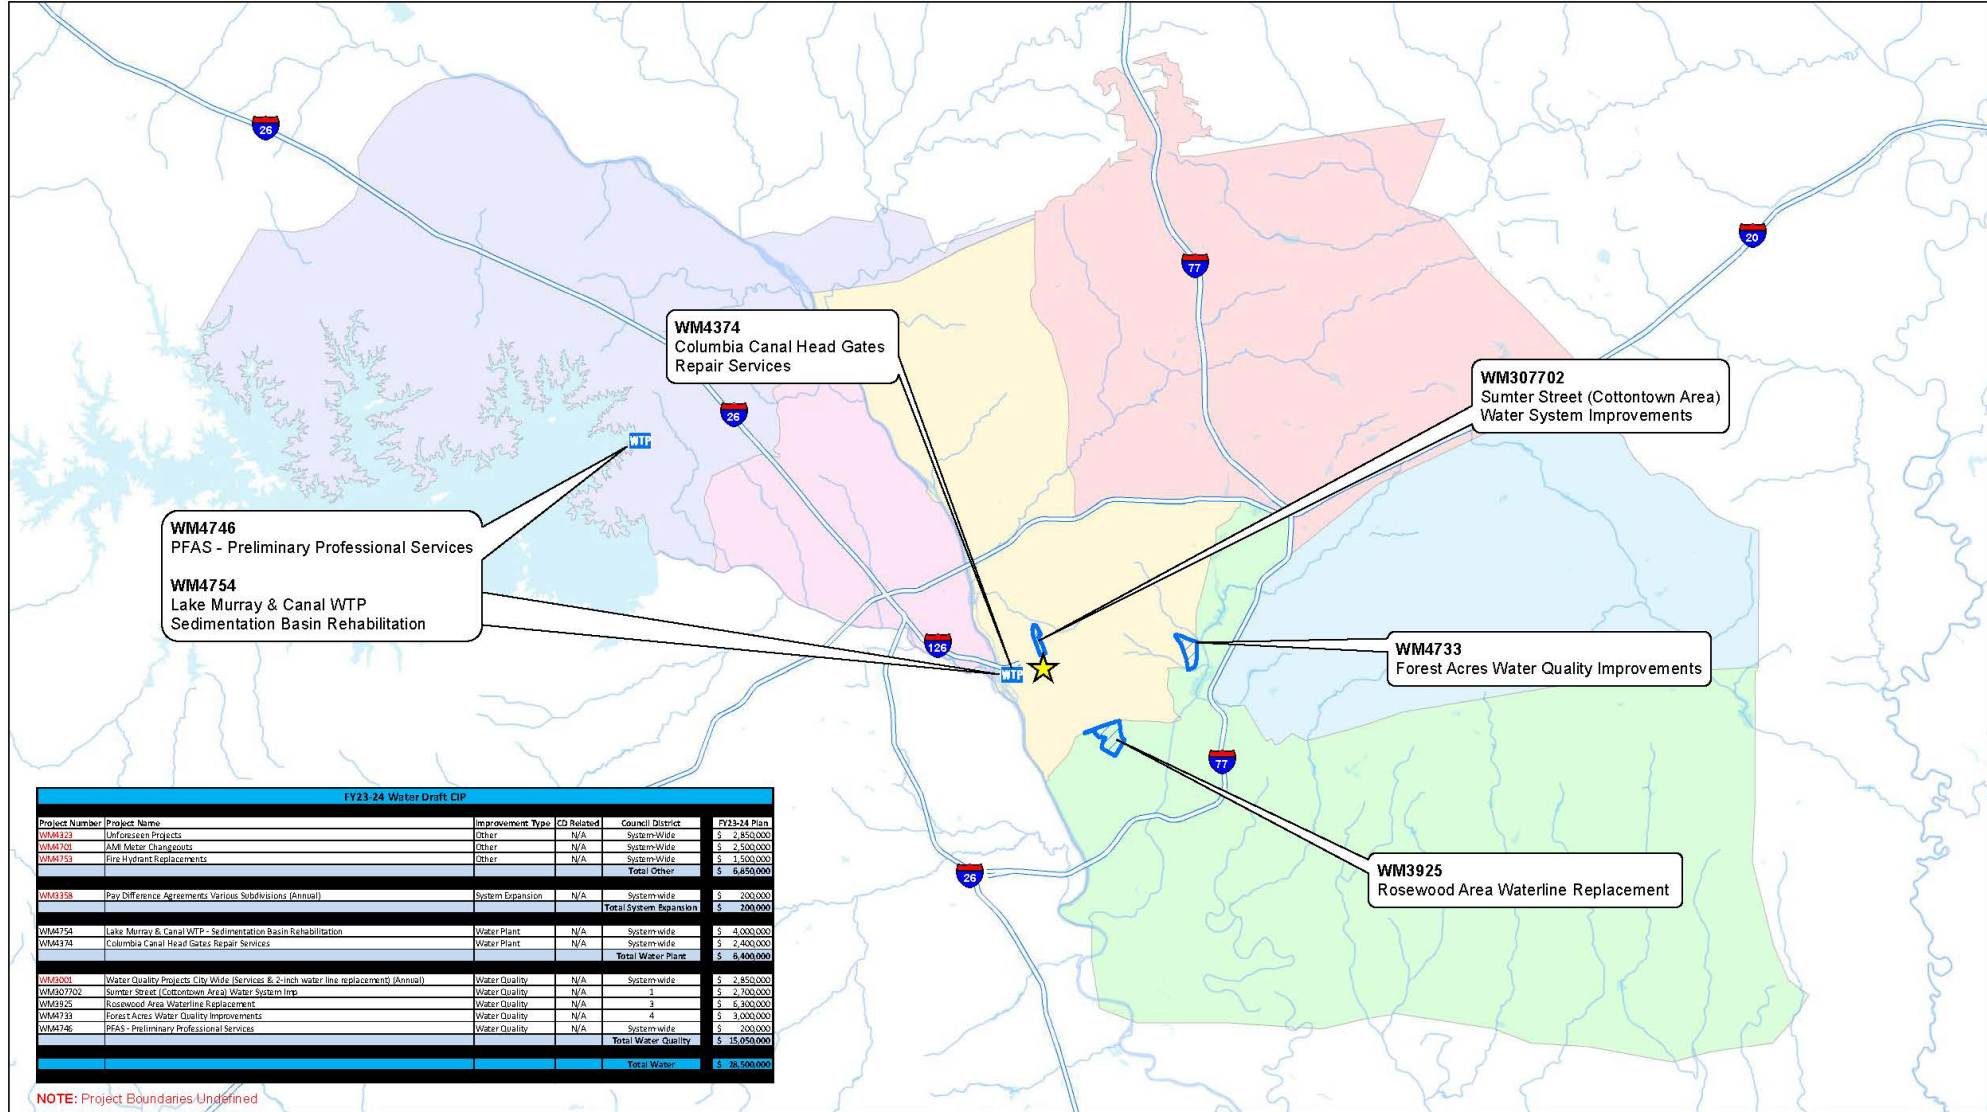 26
77
20
WM4374
Columbia Canal Head Gates
Repair Services
WM307702
Sumter Street (Cottontown Area)
Water System Improvements
26
WTP
WM4746
PFAS - Preliminary Professional Services
WM4754
Lake Murray & Canal WTP
Sedimentation Basin Rehabilitation
126
WTP
WM4733
Forest Acres Water Quality Improvements
77
WM3925
Rosewood Area Waterline Replacement
26
FY23-24 Water Draft CIP
Project Number Project Name Improvement Type CD Related Council District FY23-24 Plan
WM4323 Unforeseen Projects Other N/A System-Wide $ 2,850,000
WM4701 AMI Meter Changeouts Other N/A System-Wide $ 2,500,000
WM4753 Fire Hydrant Replacements Other N/A System-Wide $ 1,500,000
Total Other $ 6,850,000
WM3358 Pay Difference Agreements Various Subdivisions (Annual) System Expansion N/A System-wide $ 200,000
Total System Expansion $ 200,000
WM4754 Lake Murray & Canal WTP - Sedimentation Basin Rehabilitation Water Plant N/A System-wide $ 4,000,000
WM4374 Columbia Canal Head Gates Repair Services Water Plant N/A System-wide $ 2,400,000
Total Water Plant $ 6,400,000
WM3001 Water Quality Projects City Wide (Services & 2-inch water line replacement) (Annual) Water Quality N/A System-wide $ 2,850,000
WM307702 Sumter Street (Cottontown Area) Water System Imp Water Quality N/A 1 $ 2,700,000
WM3925 Rosewood Area Waterline Replacement Water Quality N/A 3 $ 6,300,000
WM4733 Forest Acres Water Quality Improvements Water Quality N/A 4 $ 3,000,000
WM4746 PFAS - Preliminary Professional Services Water Quality N/A System-wide $ 200,000
Total Water Quality $ 15,050,000
Total Water $ 28,500,000
NOTE: Project Boundaries Undefined